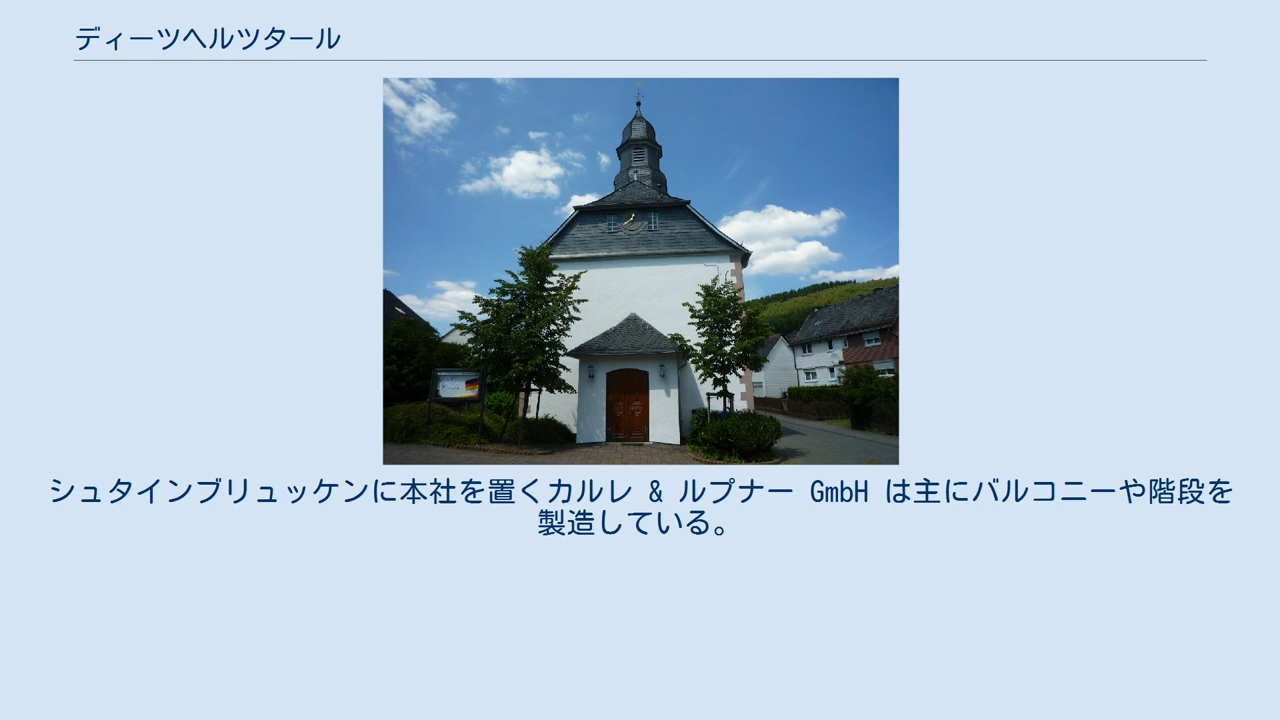 ディーツヘルツタール
シュタインブリュッケンに本社を置くカルレ & ルプナー GmbH は主にバルコニーや階段を
製造している。